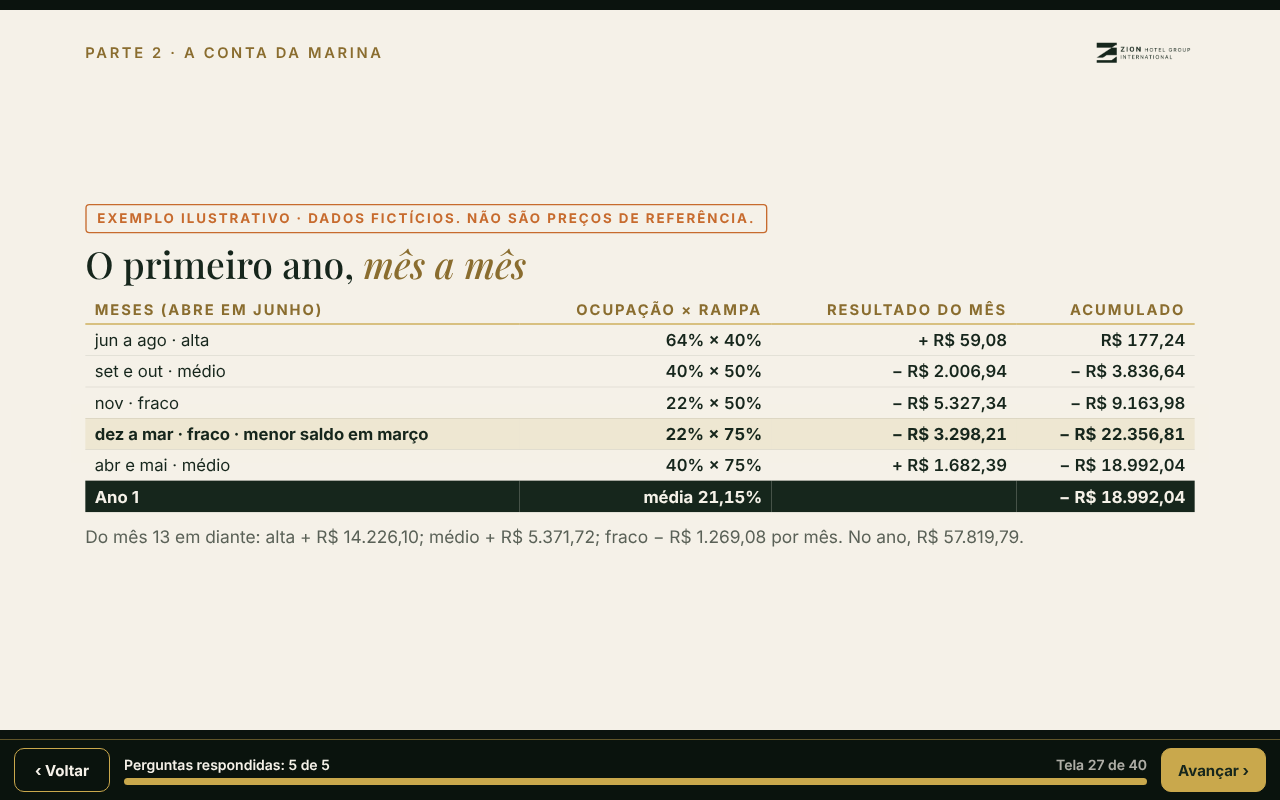 PARTE 2 · A CONTA DA MARINA
ZION HOTEL GROUP
INTERNATIONAL
EXEMPLO ILUSTRATIVO · DADOS FICTÍCIOS. NÃO SÃO PREÇOS DE REFERÊNCIA.
O primeiro ano, mês a mês
MESES (ABRE EM JUNHO) OCUPAÇÃO × RAMPA RESULTADO DO MÊS ACUMULADO
jun a ago · alta 64% × 40% + R$ 59,08 R$ 177,24
set e out · médio 40% × 50% − R$ 2.006,94 − R$ 3.836,64
nov · fraco 22% × 50% − R$ 5.327,34 − R$ 9.163,98
dez a mar · fraco · menor saldo em março 22% × 75% − R$ 3.298,21 − R$ 22.356,81
abr e mai · médio 40% × 75% + R$ 1.682,39 − R$ 18.992,04
Ano 1 média 21,15% − R$ 18.992,04
Do mês 13 em diante: alta + R$ 14.226,10; médio + R$ 5.371,72; fraco − R$ 1.269,08 por mês. No ano, R$ 57.819,79.
‹ Voltar
Perguntas respondidas: 5 de 5
Tela 27 de 40
Avançar ›